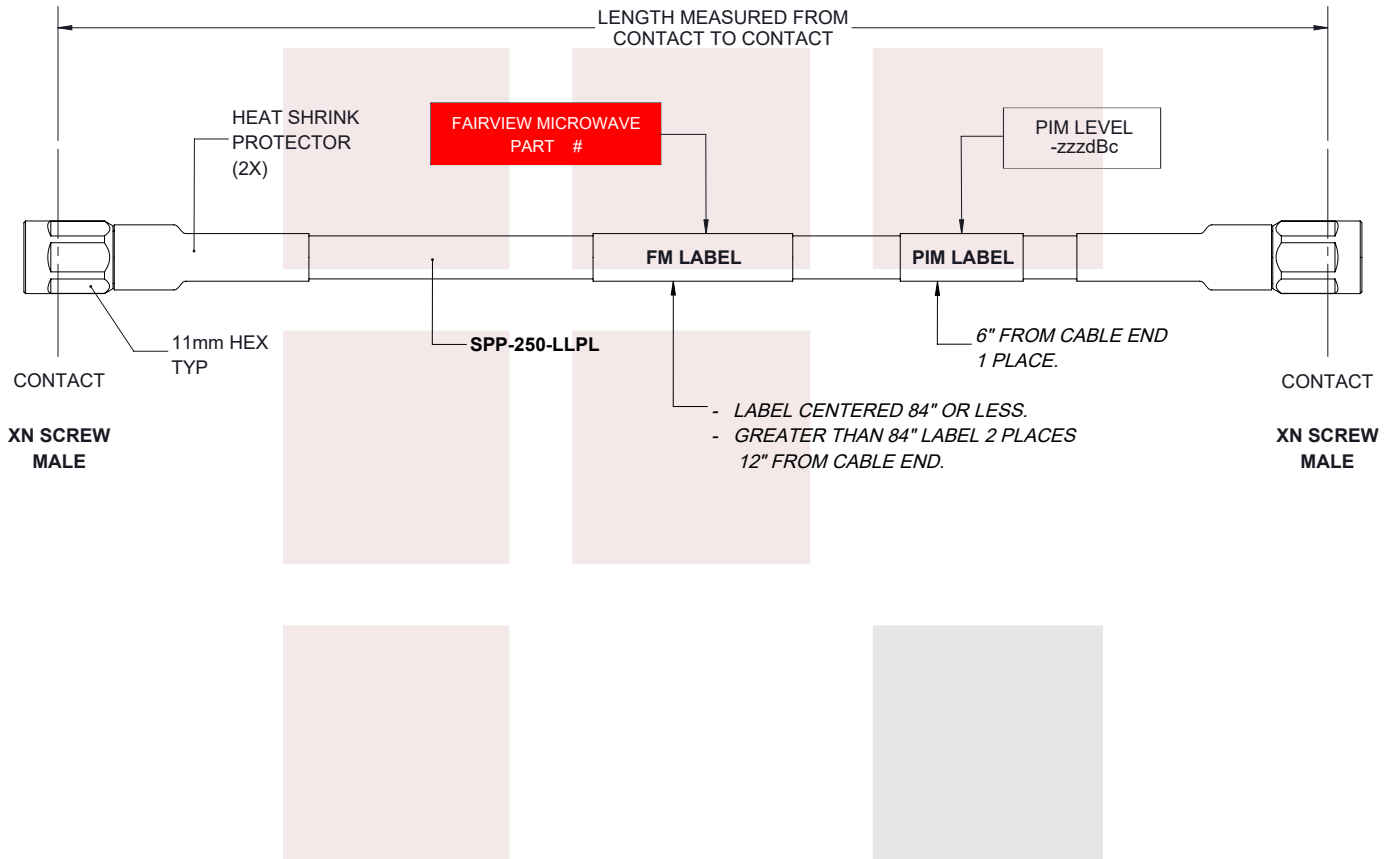 LENGTH MEASURED FROM
CONTACT TO CONTACT
HEAT SHRINK
PROTECTOR
(2X)
FAIRVIEW MICROWAVE
PART #
PIM LEVEL
-zzzdBc
FM LABEL
PIM LABEL
11mm HEX
TYP
SPP-250-LLPL
6" FROM CABLE END
1 PLACE.
CONTACT
XN SCREW
MALE
- LABEL CENTERED 84" OR LESS.
- GREATER THAN 84" LABEL 2 PLACES
12" FROM CABLE END.
CONTACT
XN SCREW
MALE